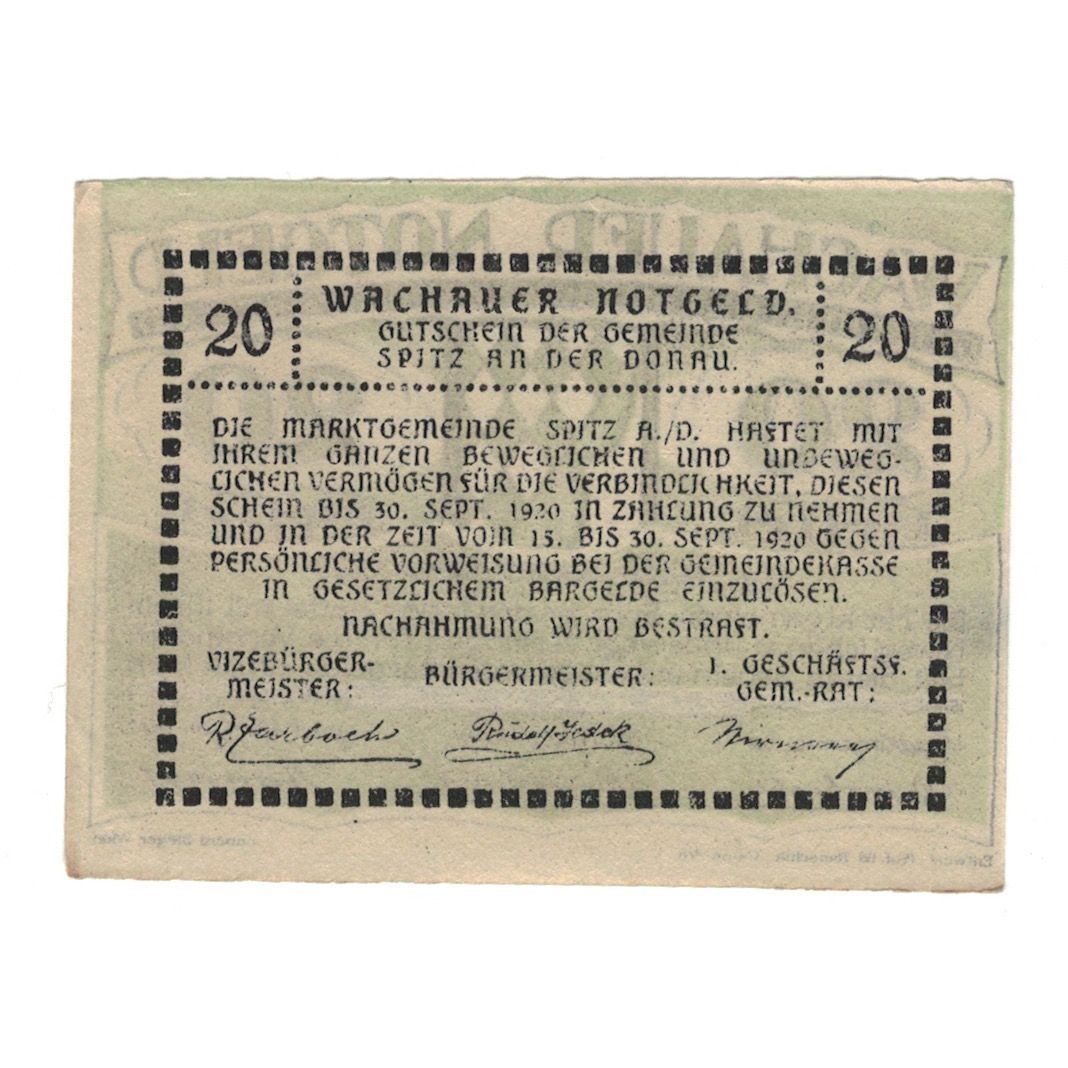 20 WACHAUER NOTGELD. 20
GUTSCHEIN DER GEMEINDE
SPITZ AN DER DONAU.
DIE MARKTGEMEINDE SPITZ A./D. HAFTET MIT
IHREM GANZEN BEWEGLICHEN UND UNBEWEG-
LICHEN VERMÖGEN FÜR DIE VERBINDLICHKEIT, DIESEN
SCHEIN BIS 30. SEPT. 1920 IN ZAHLUNG ZU NEHMEN
UND IN DER ZEIT VOM 15. BIS 30. SEPT. 1920 GEGEN
PERSÖNLICHE VORWEISUNG BEI DER GEMEINDEKASSE
IN GESETZLICHEM BARGELDE EINZULÖSEN.
NACHAHMUNG WIRD BESTRAFT.
VIZEBÜRGER-
MEISTER:
BÜRGERMEISTER:
1. GESCHÄFTSF.
GEM.-RAT:
Rudolf